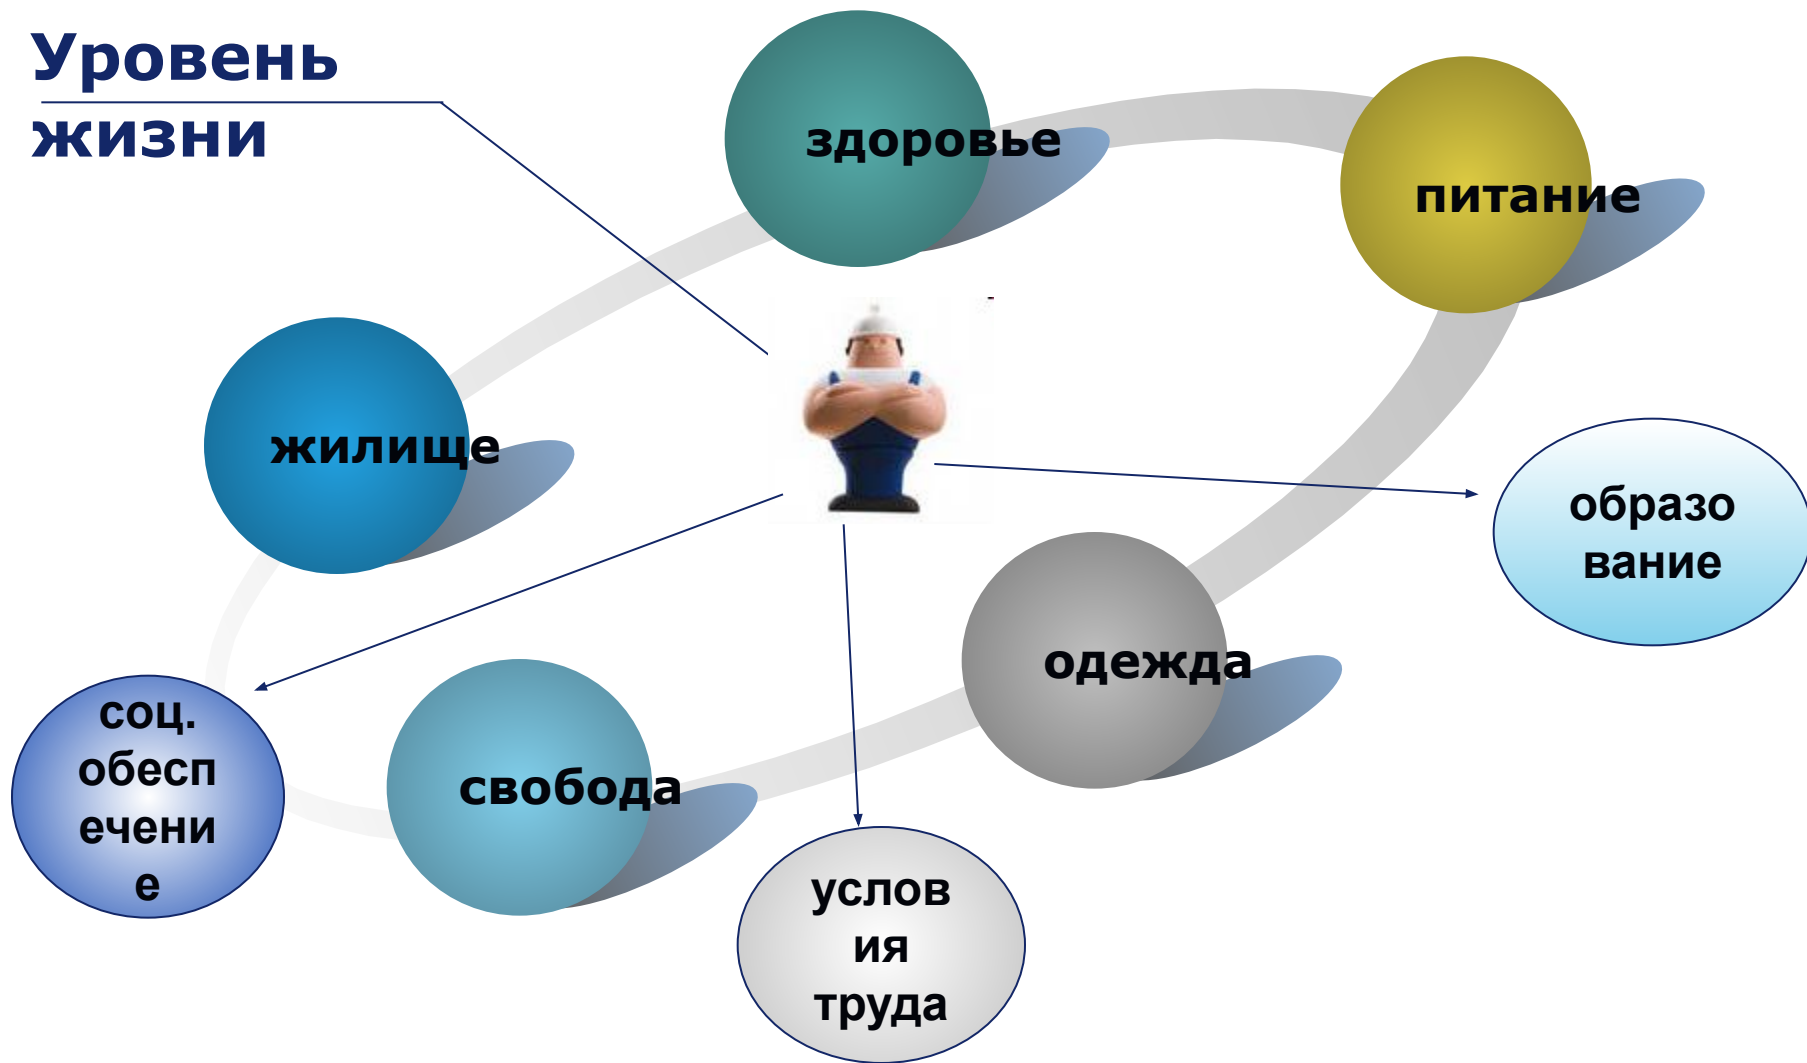 Уровень
жизни
здоровье
питание
жилище
образо
вание
одежда
соц.
обесп
ечени
е
свобода
услов
ия
труда